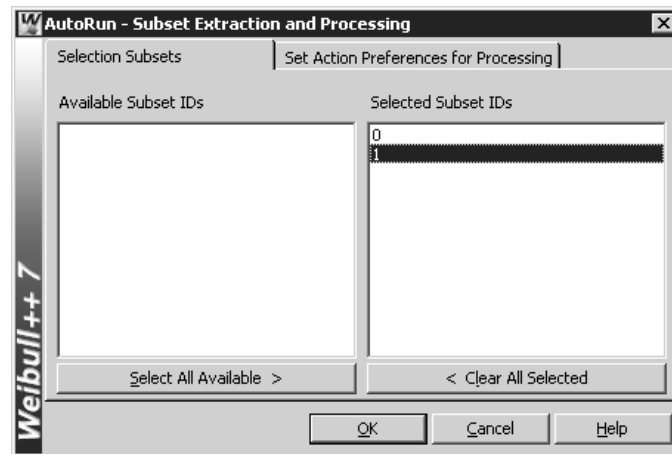 AutoRun - Subset Extraction and Processing
Selection Subsets
Set Action Preferences for Processing
Available Subset IDs
Selected Subset IDs
0
1
Select All Available >
< Clear All Selected
OK
Cancel
Help
Weibull++ 7